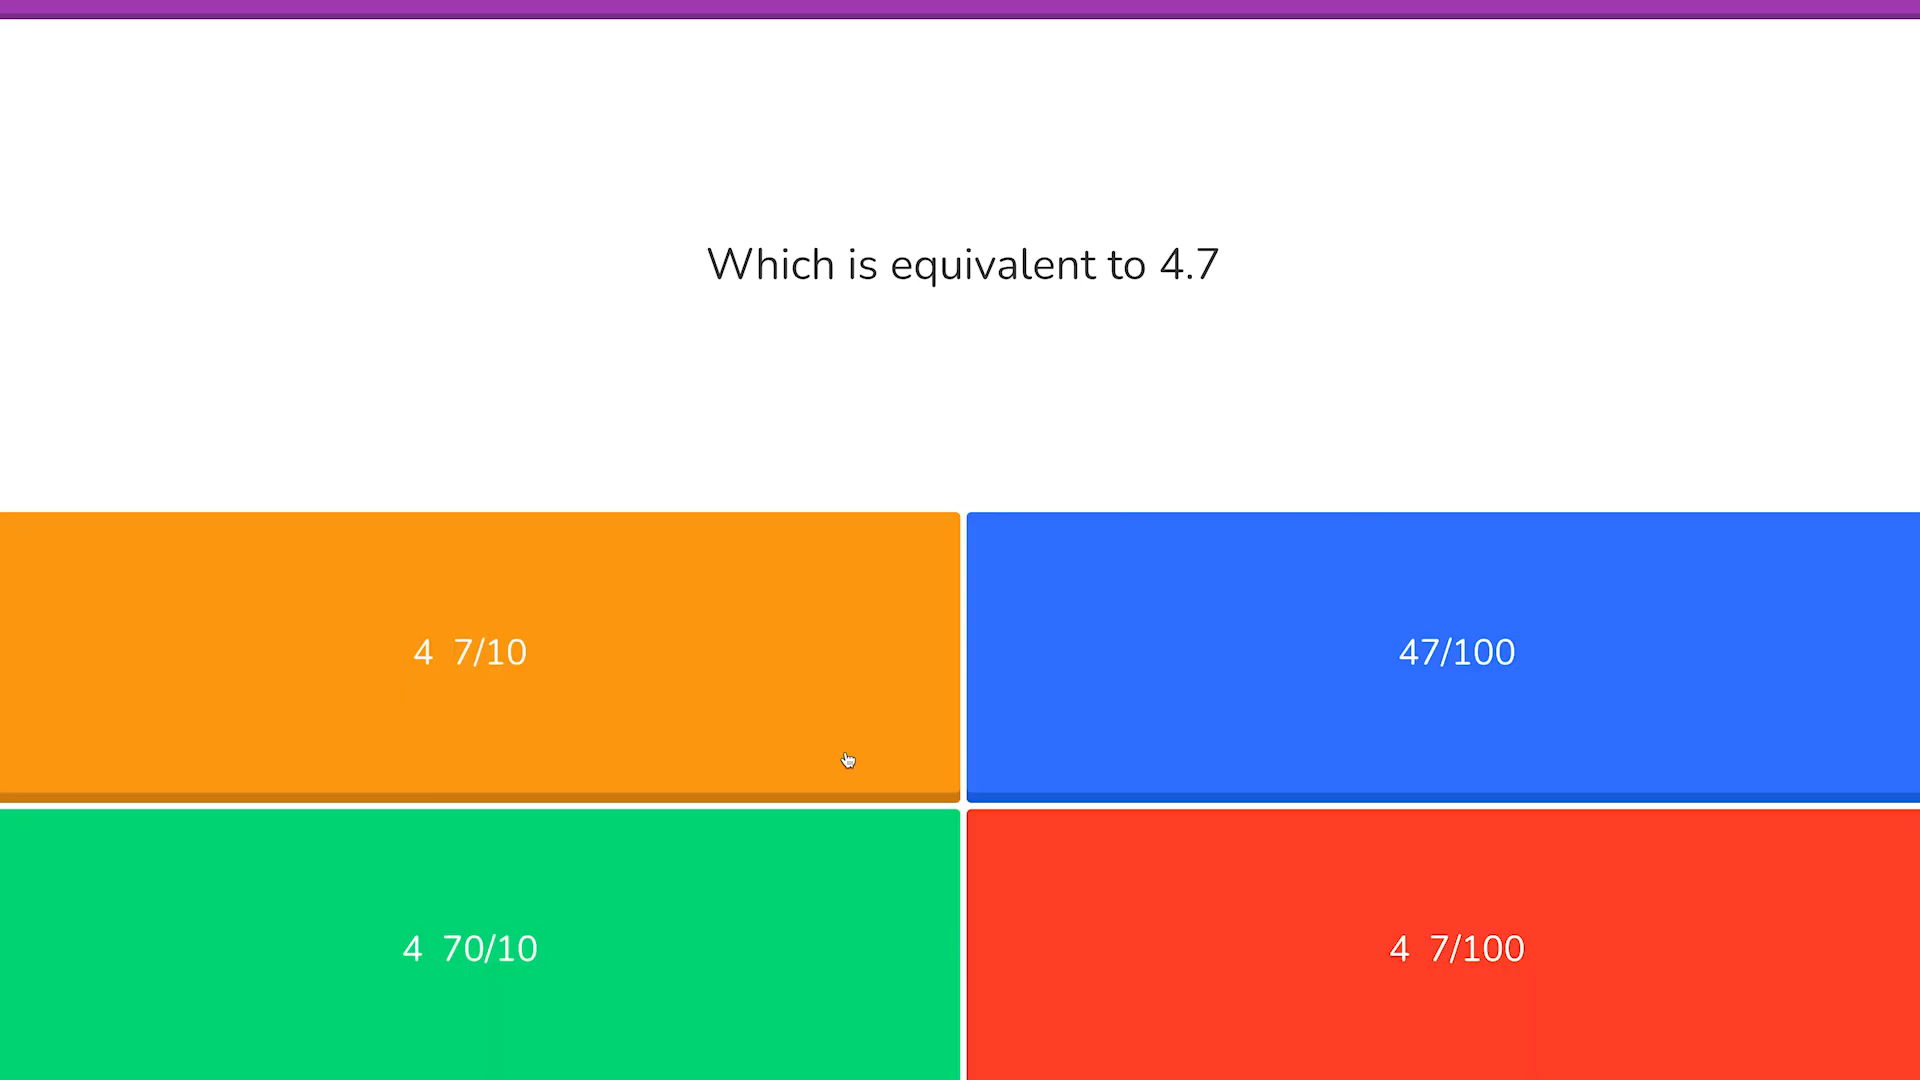 Which is equivalent to 4.7
4 7/10
47/100
4 70/10
4 7/100